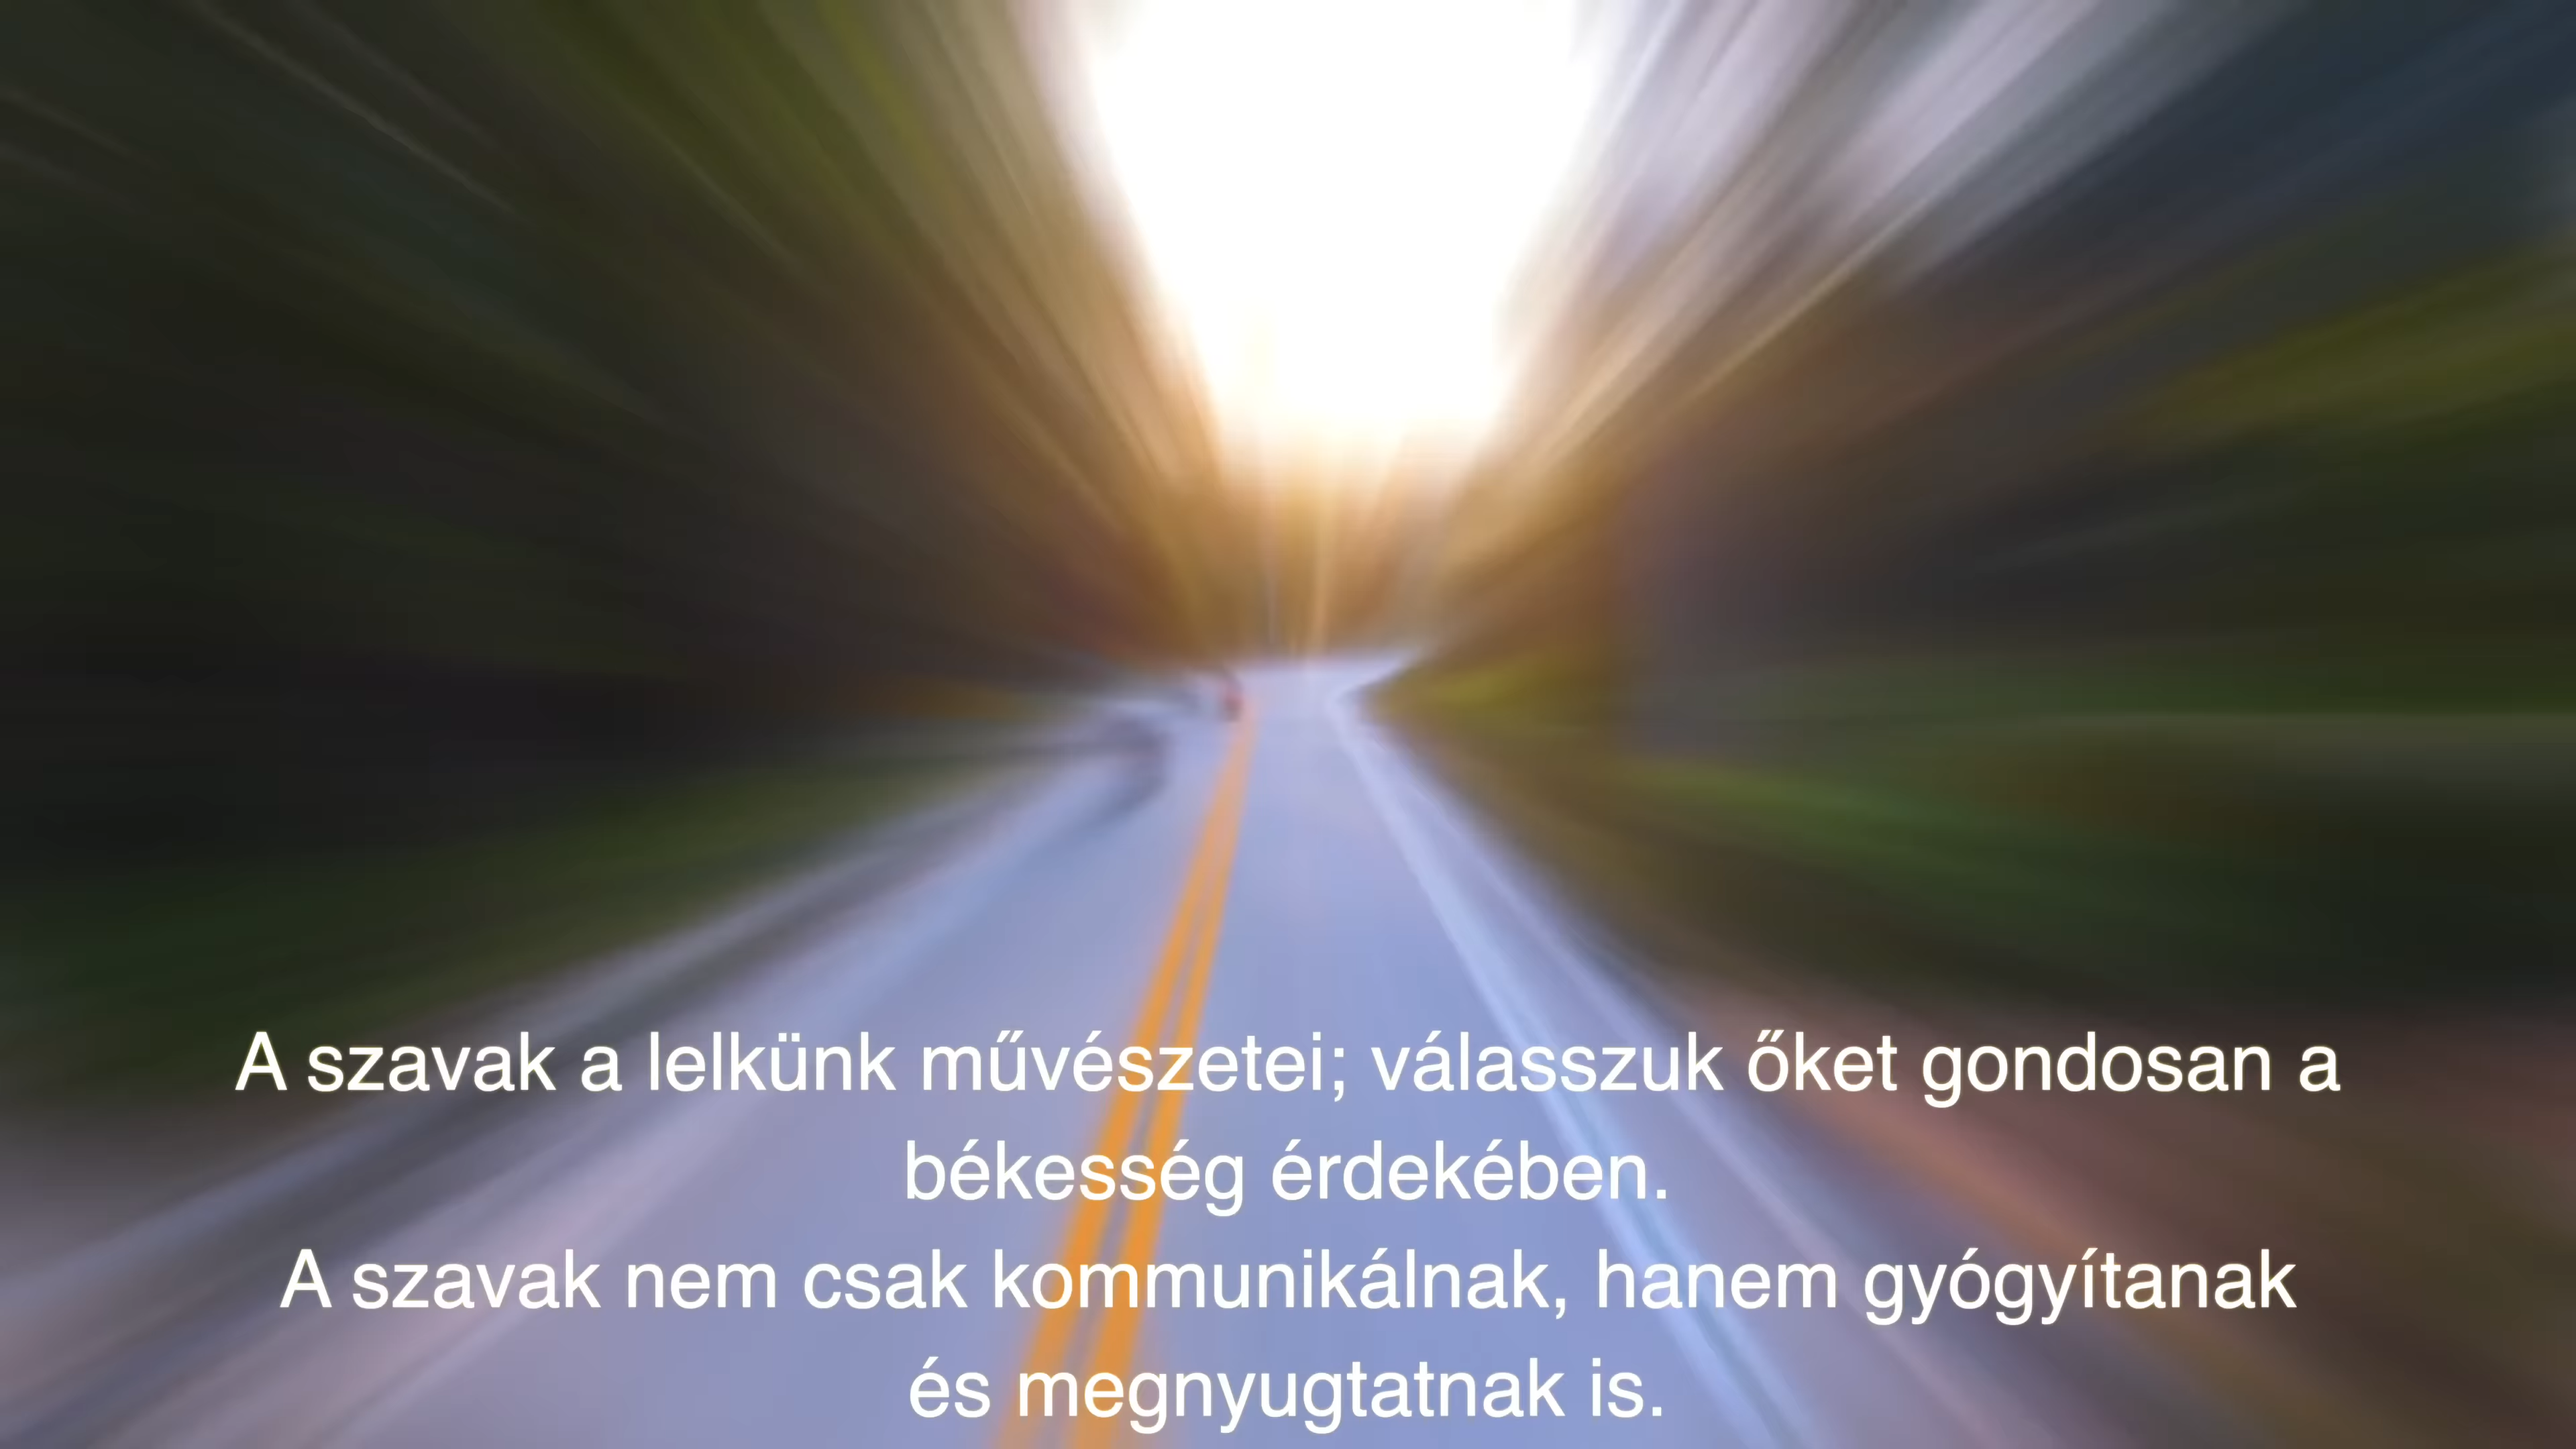 A szavak a lelkünk művészetei; válasszuk őket gondosan a
békesség érdekében.
A szavak nem csak kommunikálnak, hanem gyógyítanak
és megnyugtatnak is.